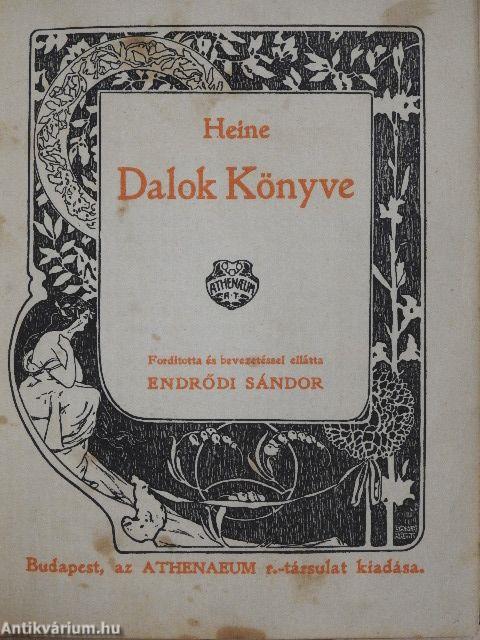 Heine
Dalok Könyve
ATHENAEUM
R.T.
Fordította és bevezetéssel ellátta
ENDRŐDI SÁNDOR
Budapest, az ATHENAEUM r.-társulat kiadása.
Antikvárium.hu